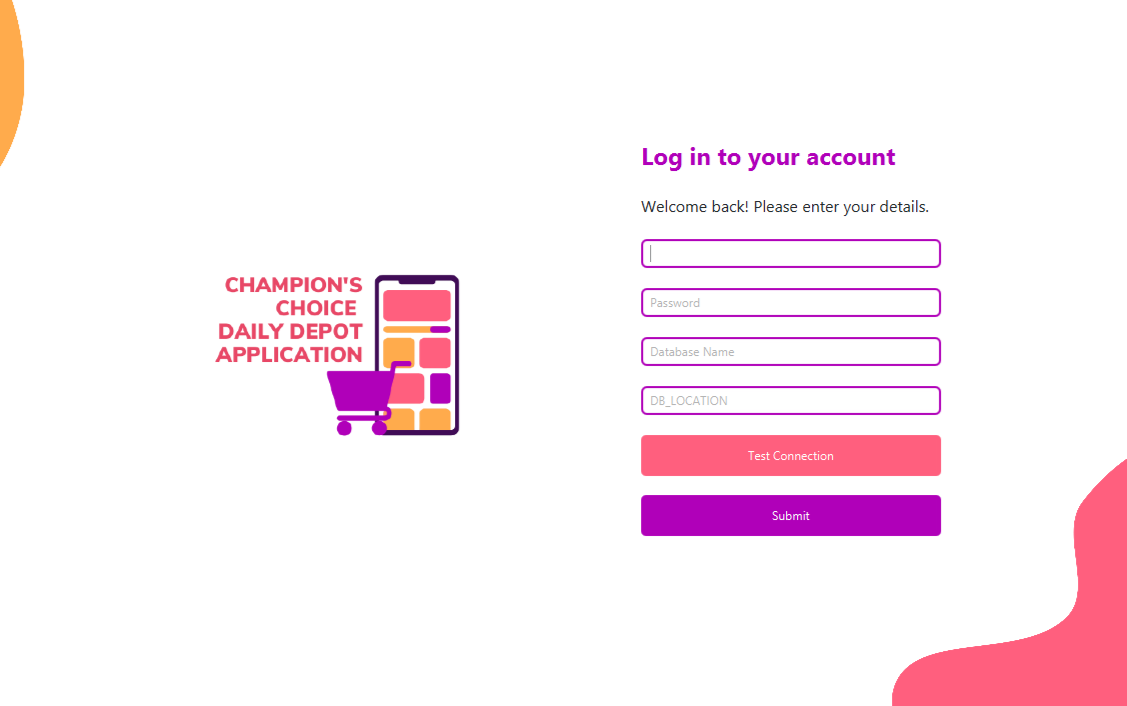 CHAMPION'S
CHOICE
DAILY DEPOT
APPLICATION
Log in to your account
Welcome back! Please enter your details.
Password
Database Name
DB_LOCATION
Test Connection
Submit